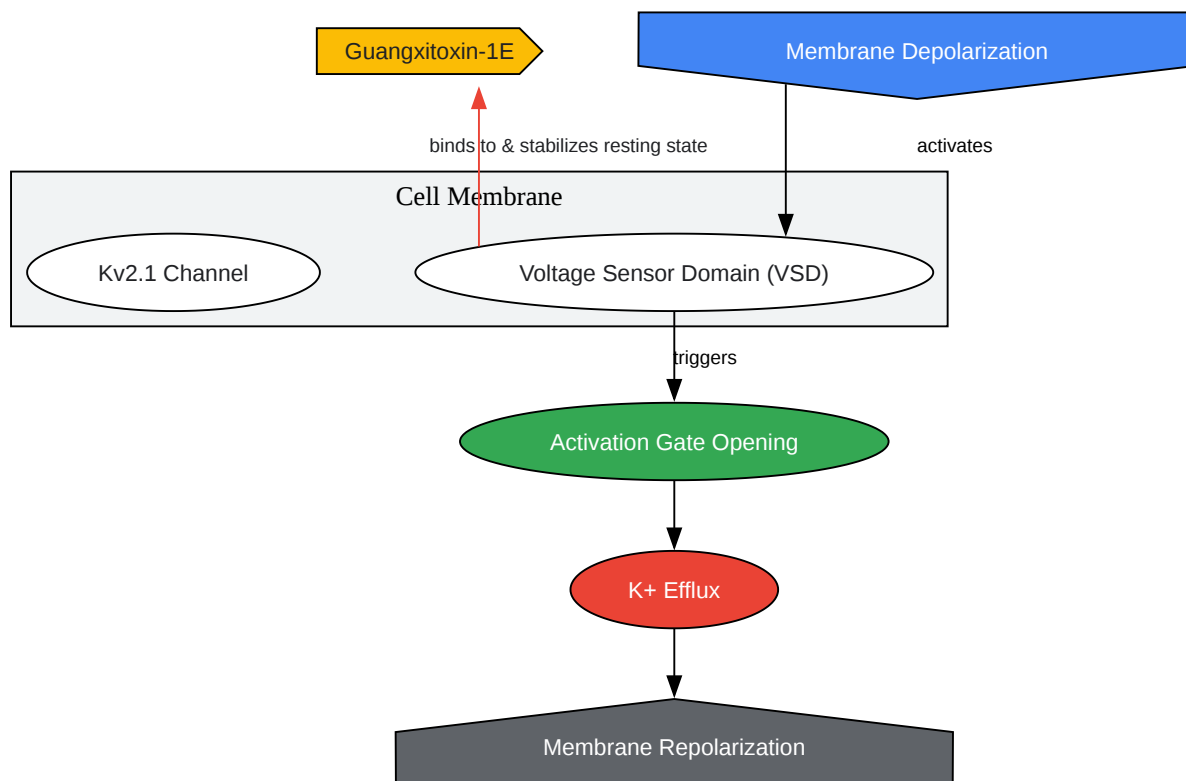 Guangxitoxin-1E
Membrane Depolarization
binds to & stabilizes resting state
activates
Cell Membrane
Kv2.1 Channel
Voltage Sensor Domain (VSD)
triggers
Activation Gate Opening
K+ Efflux
Membrane Repolarization